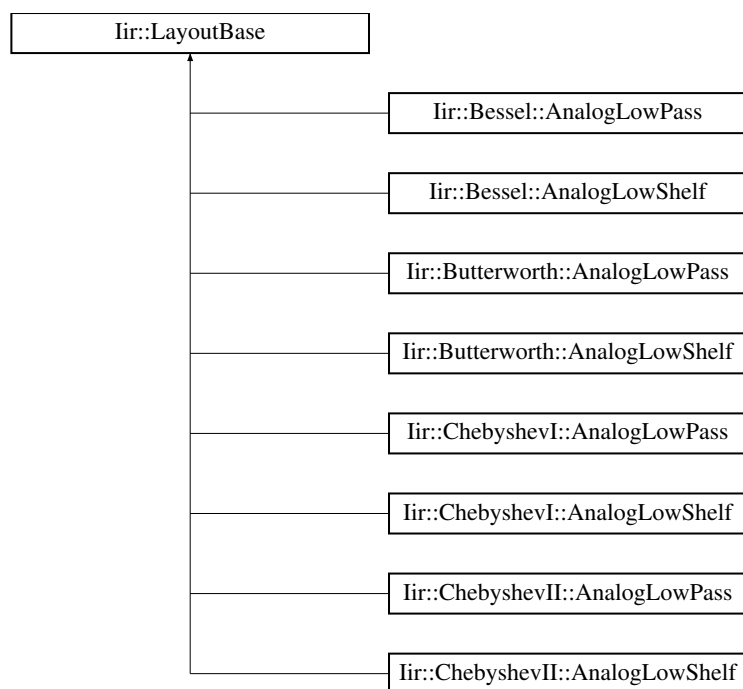 Iir::LayoutBase
Iir::Bessel::AnalogLowPass
Iir::Bessel::AnalogLowShelf
Iir::Butterworth::AnalogLowPass
Iir::Butterworth::AnalogLowShelf
Iir::ChebyshevI::AnalogLowPass
Iir::ChebyshevI::AnalogLowShelf
Iir::ChebyshevII::AnalogLowPass
Iir::ChebyshevII::AnalogLowShelf